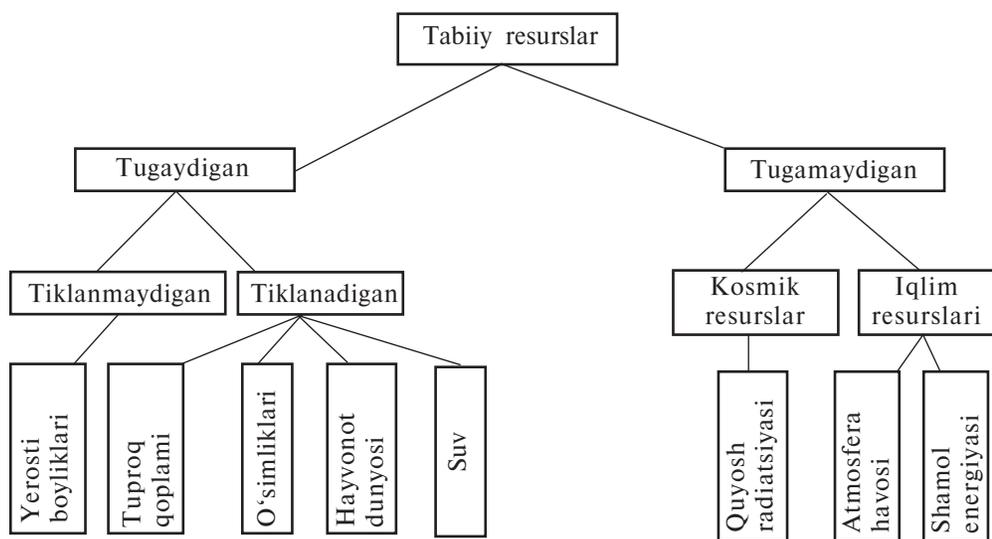 Tabiiy resurslar
Tugaydigan
Tugamaydigan
Tiklanmaydigan
Tiklanadigan
Kosmik
resurslar
Iqlim
resurslari
Yerosti
boyliklari
Tuproq
qoplami
O‘simliklari
Hayvonot
dunyosi
Suv
Quyosh
radiatsiyasi
Atmosfera
havosi
Shamol
energiyasi